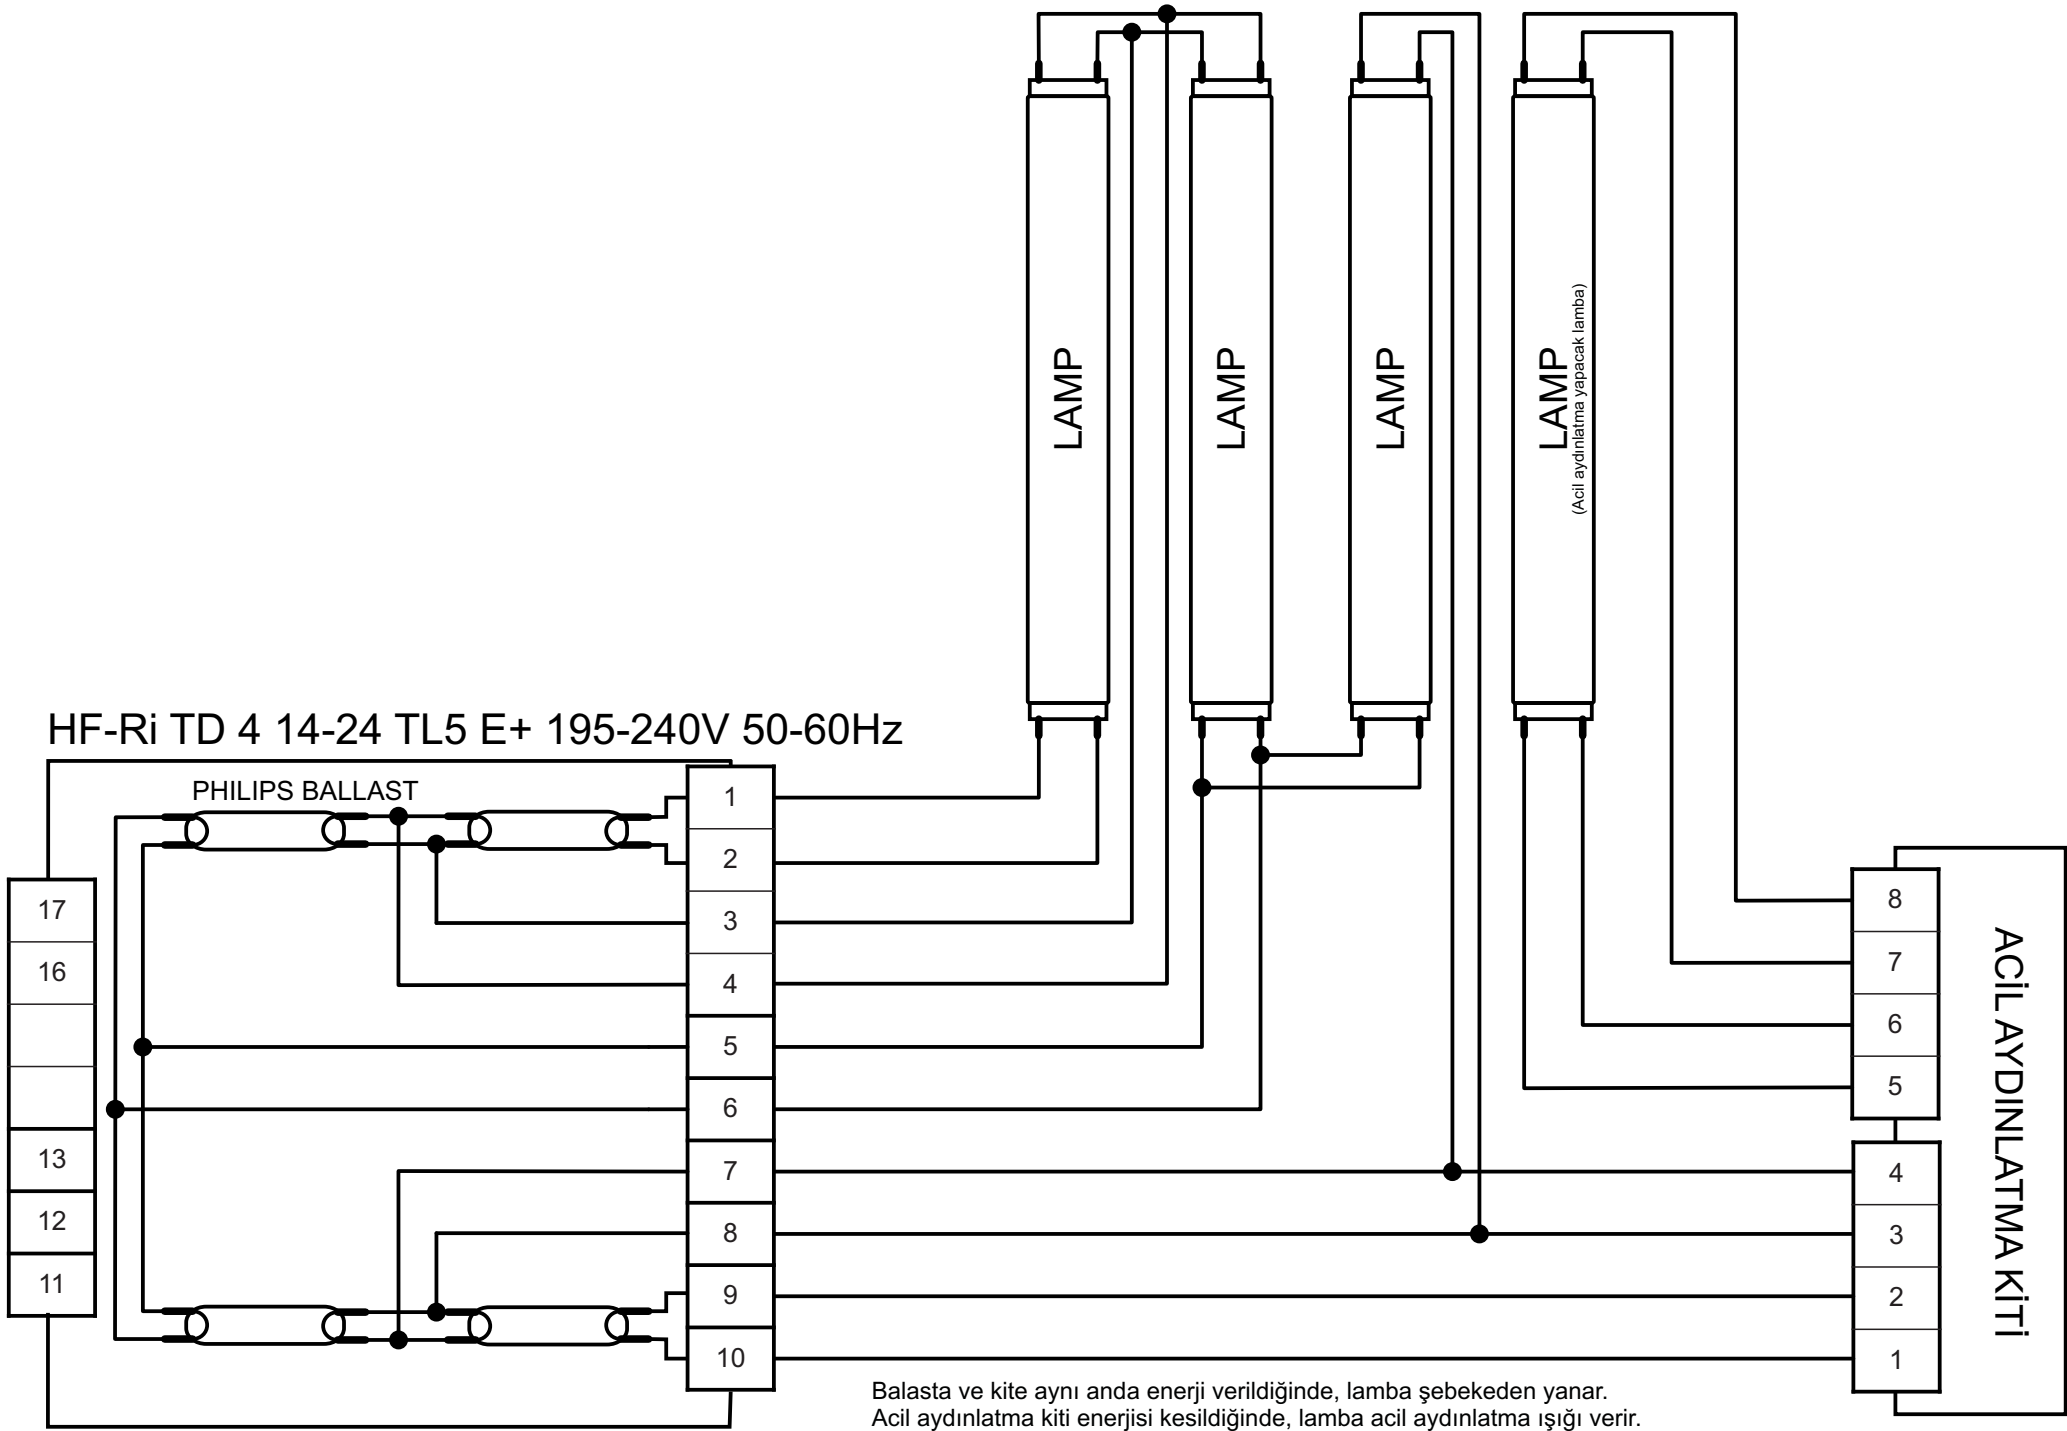 LAMP
LAMP
LAMP
LAMP
(Acil aydınlatma yapacak lamba)
HF-Ri TD 4 14-24 TL5 E+ 195-240V 50-60Hz
PHILIPS BALLAST
17
16
13
12
11
1
2
3
4
5
6
7
8
9
10
8
7
6
5
4
3
2
1
ACİL AYDINLATMA KİTİ
Balasta ve kite aynı anda enerji verildiğinde, lamba şebekeden yanar.
Acil aydınlatma kiti enerjisi kesildiğinde, lamba acil aydınlatma ışığı verir.